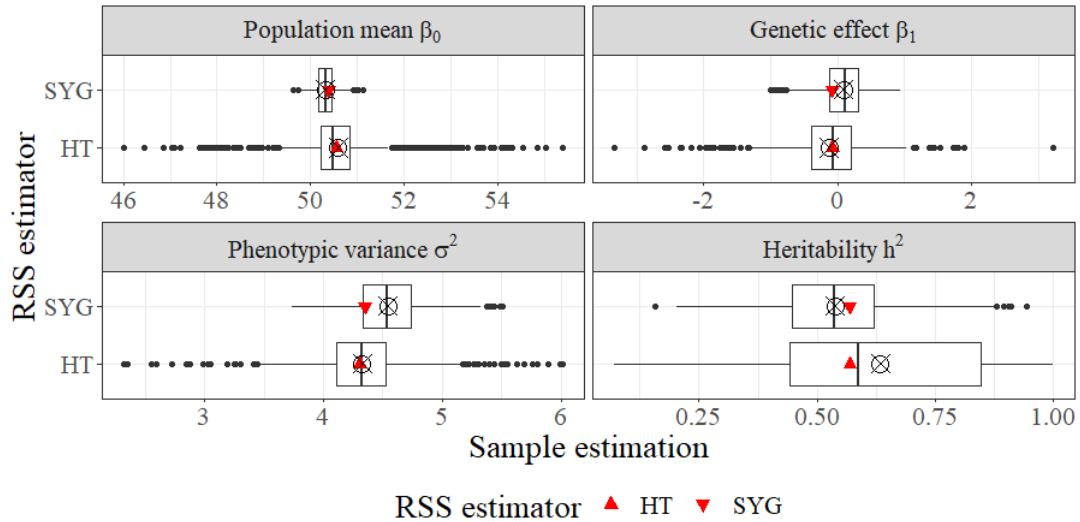 Population mean β₀
Genetic effect β₁
SYG
HT
46 48 50 52 54
-2 0 2
Phenotypic variance σ²
Heritability h²
SYG
HT
3 4 5 6
0.25 0.50 0.75 1.00
RSS estimator
Sample estimation
RSS estimator HT SYG